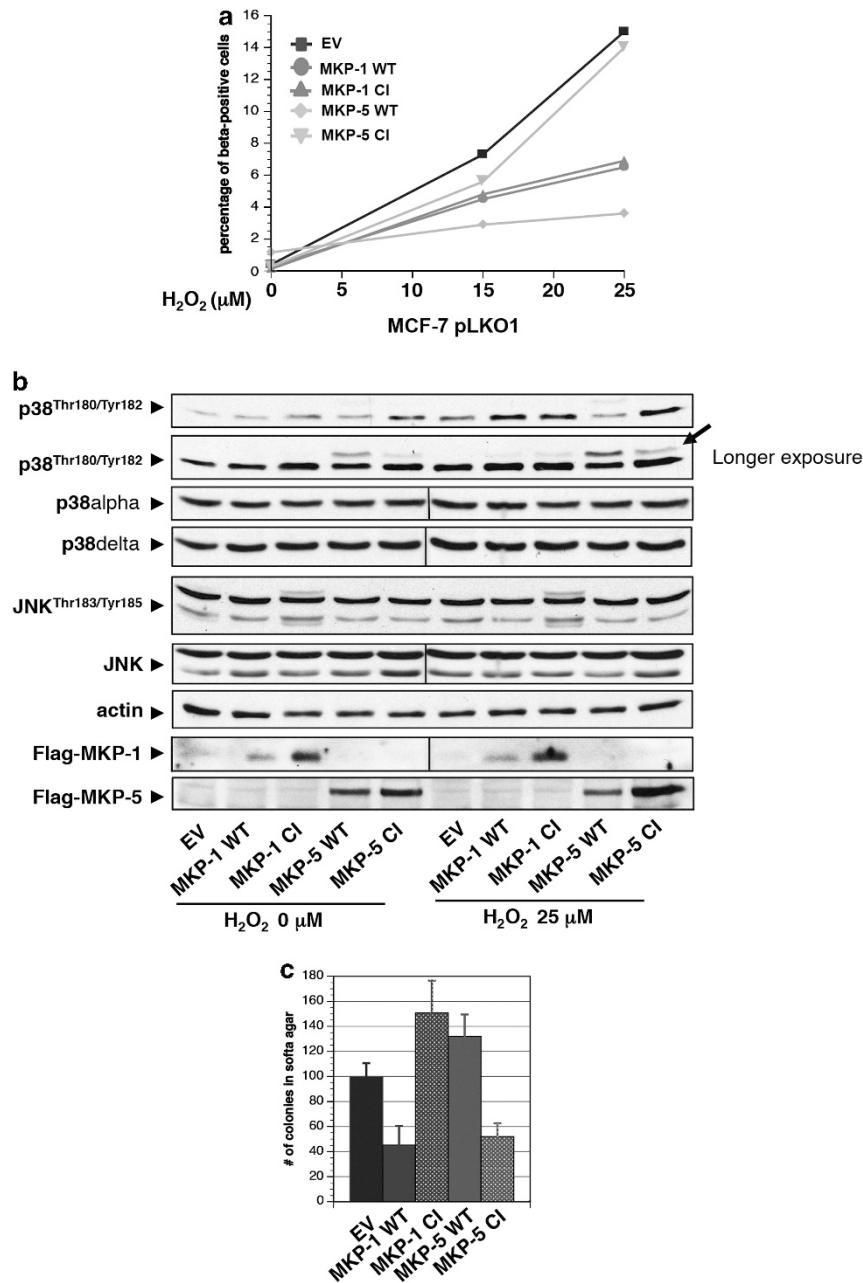 a
16
14
12
10
8
6
4
2
0
percentage of beta-positive cells
EV
MKP-1 WT
MKP-1 CI
MKP-5 WT
MKP-5 CI
0 5 10 15 20 25
H₂O₂ (µM)
MCF-7 pLKO1
b
p38Thr180/Tyr182
p38Thr180/Tyr182
Longer exposure
p38alpha
p38delta
JNKThr183/Tyr185
JNK
actin
Flag-MKP-1
Flag-MKP-5
EV MKP-1 WT MKP-1 CI MKP-5 WT MKP-5 CI EV MKP-1 WT MKP-1 CI MKP-5 WT MKP-5 CI
H₂O₂ 0 µM H₂O₂ 25 µM
c
180
160
140
120
100
80
60
40
20
0
# of colonies in softa agar
EV MKP-1 WT MKP-1 CI MKP-5 WT MKP-5 CI